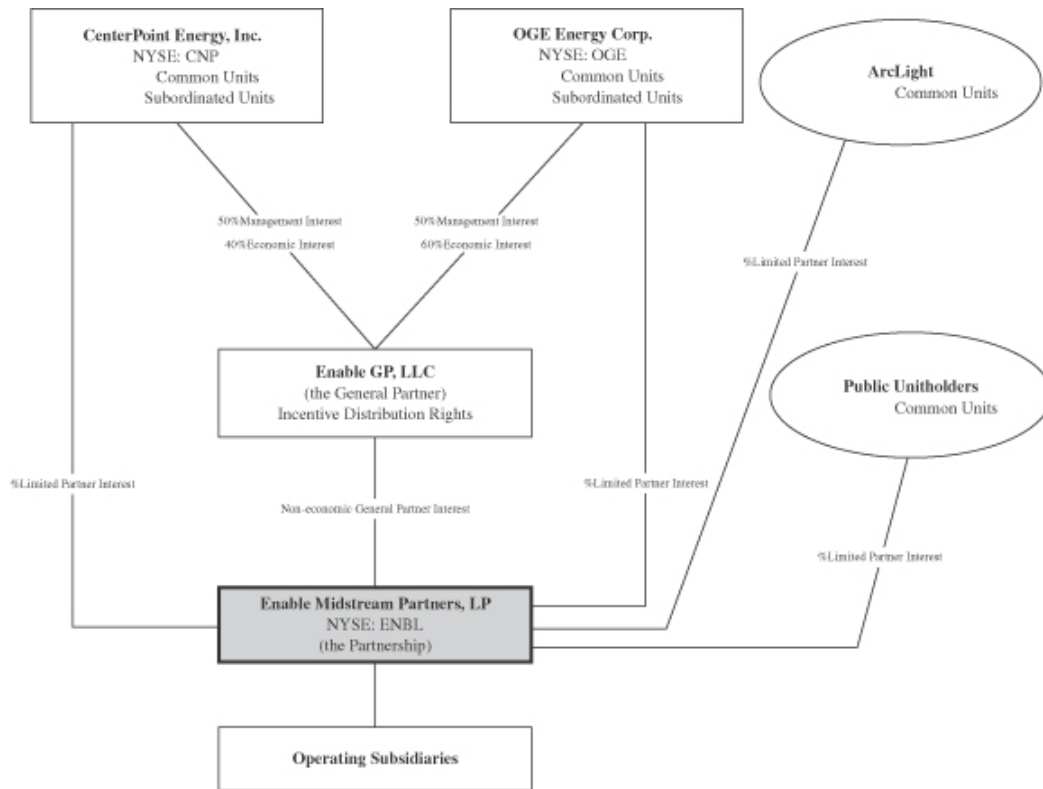 CenterPoint Energy, Inc.
NYSE: CNP
Common Units
Subordinated Units
OGE Energy Corp.
NYSE: OGE
Common Units
Subordinated Units
ArcLight
Common Units
50%Management Interest
40%Economic Interest
50%Management Interest
60%Economic Interest
%Limited Partner Interest
Enable GP, LLC
(the General Partner)
Incentive Distribution Rights
Public Unitholders
Common Units
%Limited Partner Interest
Non-economic General Partner Interest
%Limited Partner Interest
%Limited Partner Interest
Enable Midstream Partners, LP
NYSE: ENBL
(the Partnership)
Operating Subsidiaries